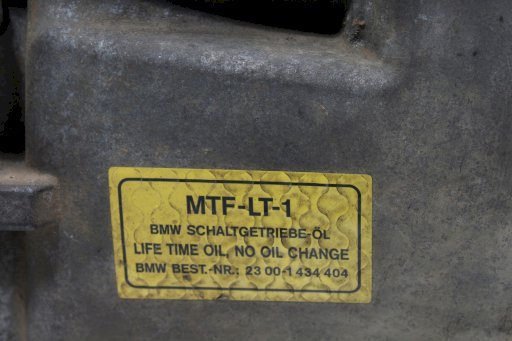 MTF-LT-1
BMW SCHALTGETRIEBE-ÖL
LIFE TIME OIL, NO OIL CHANGE
BMW BEST.-NR.: 23 00-1 434 404